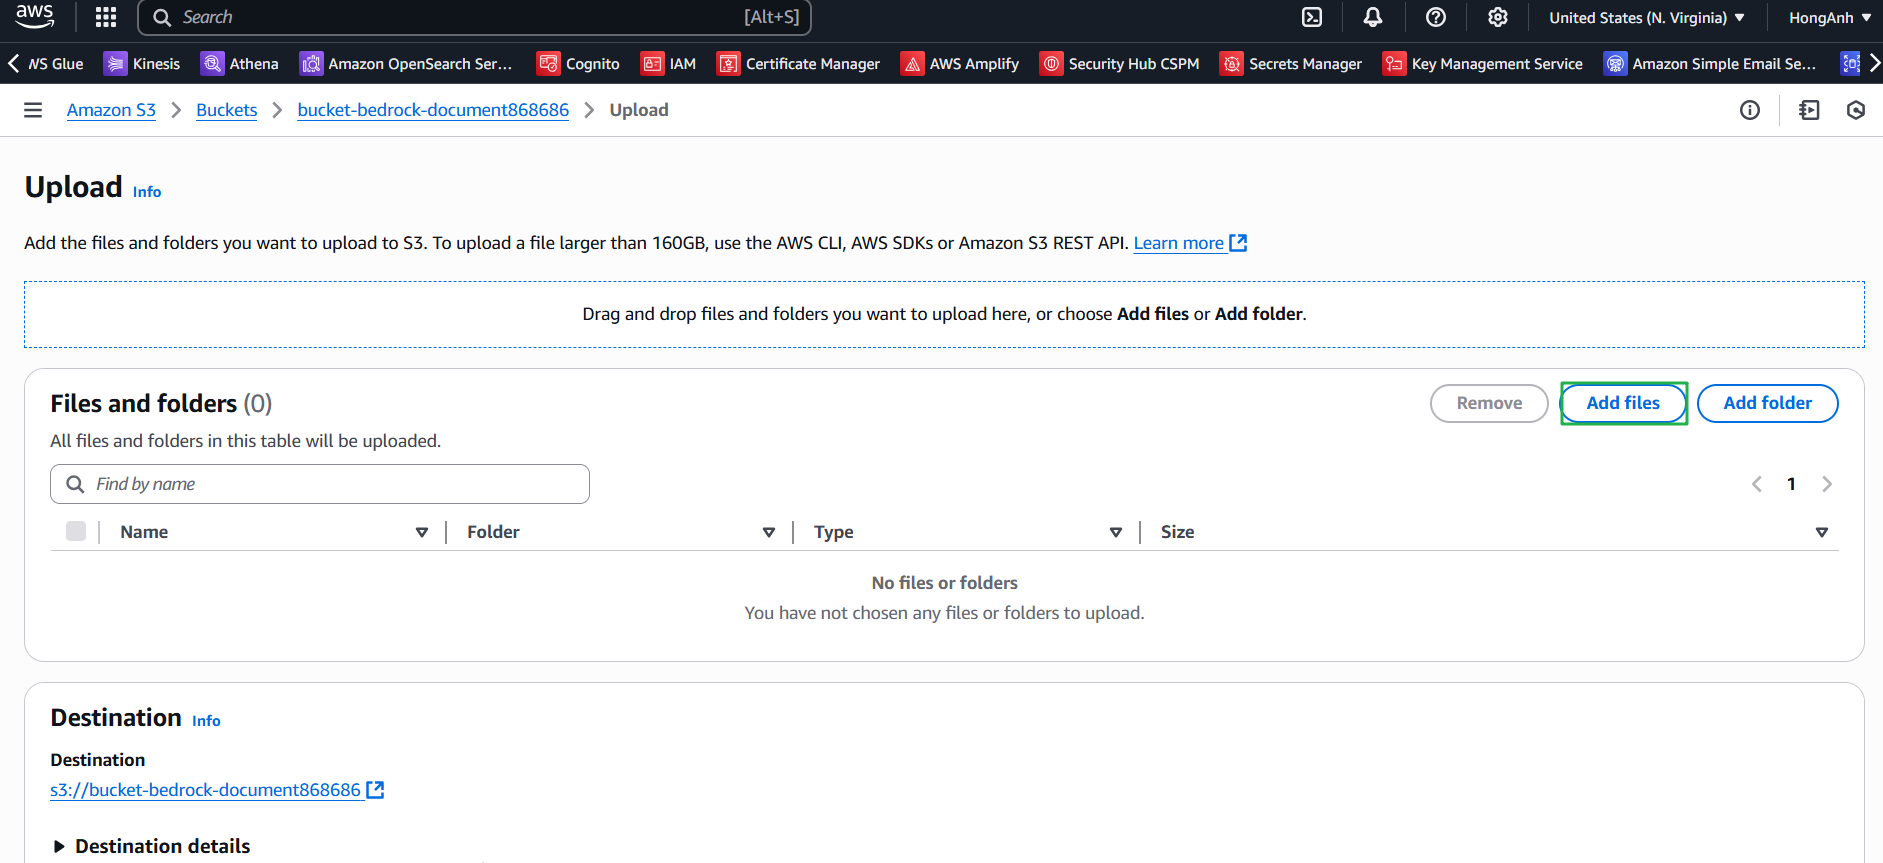 aws Search [Alt+S] United States (N. Virginia) HongAnh
WS Glue Kinesis Athena Amazon OpenSearch Ser... Cognito IAM Certificate Manager AWS Amplify Security Hub CSPM Secrets Manager Key Management Service Amazon Simple Email Se...
Amazon S3 > Buckets > bucket-bedrock-document868686 > Upload
Upload Info
Add the files and folders you want to upload to S3. To upload a file larger than 160GB, use the AWS CLI, AWS SDKs or Amazon S3 REST API. Learn more
Drag and drop files and folders you want to upload here, or choose Add files or Add folder.
Files and folders (0) Remove Add files Add folder
All files and folders in this table will be uploaded.
Find by name 1
Name Folder Type Size
No files or folders
You have not chosen any files or folders to upload.
Destination Info
Destination
s3://bucket-bedrock-document868686
Destination details